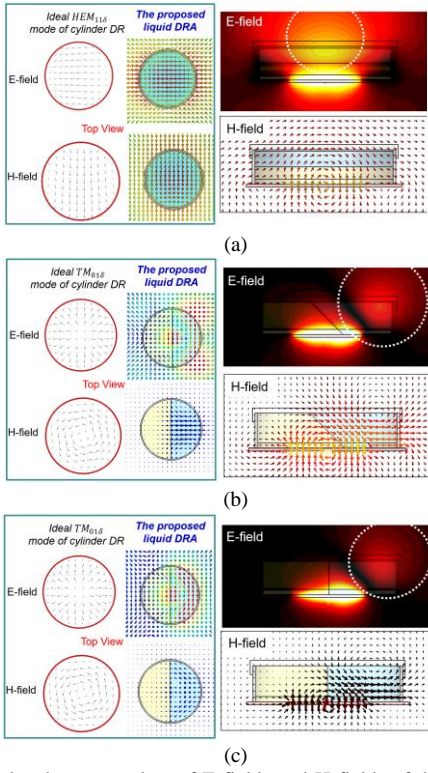 Ideal HEM₁₁δ
mode of cylinder DR
The proposed
liquid DRA
E-field
E-field
Top View
H-field
H-field
(a)
Ideal TM₀₁δ
mode of cylinder DR
The proposed
liquid DRA
E-field
E-field
Top View
H-field
H-field
(b)
Ideal TM₀₁δ
mode of cylinder DR
The proposed
liquid DRA
E-field
E-field
Top View
H-field
H-field
(c)